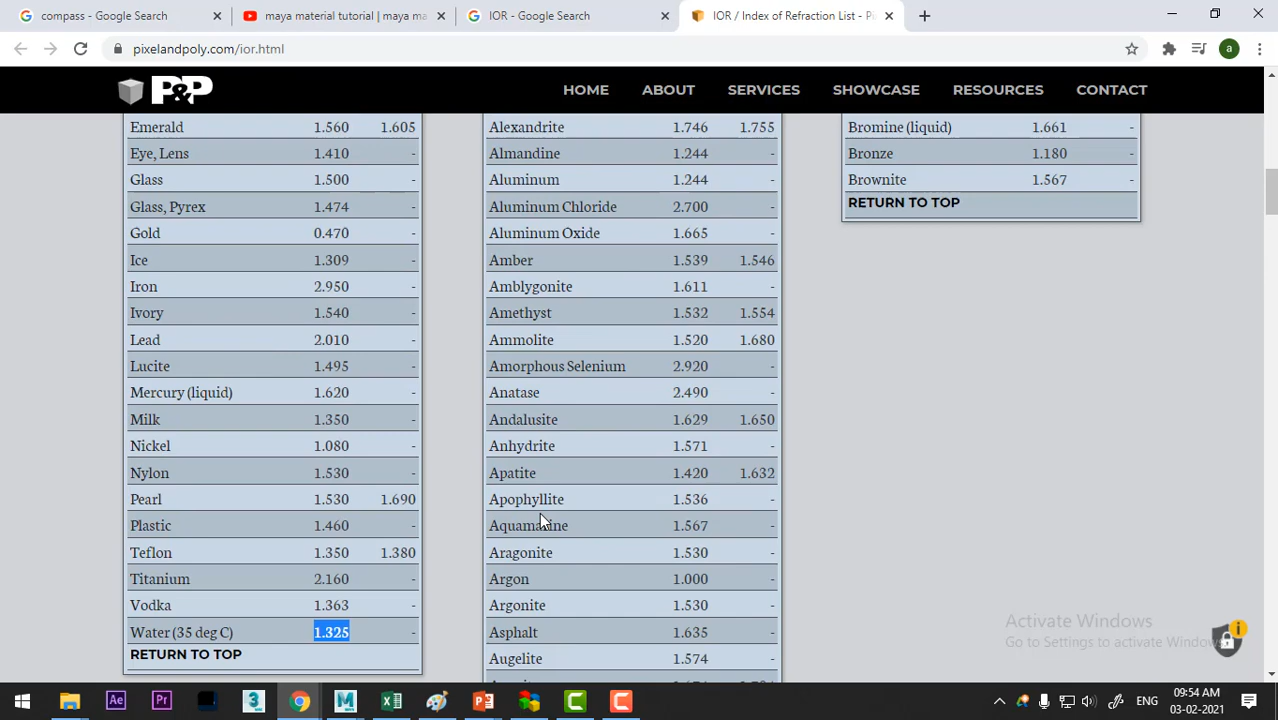 compass - Google Search
maya material tutorial | maya ma
IOR - Google Search
IOR / Index of Refraction List - P
pixelandpoly.com/ior.html
a
P&P
HOME ABOUT SERVICES SHOWCASE RESOURCES CONTACT
Emerald 1.560 1.605
Eye, Lens 1.410 -
Glass 1.500 -
Glass, Pyrex 1.474 -
Gold 0.470 -
Ice 1.309 -
Iron 2.950 -
Ivory 1.540 -
Lead 2.010 -
Lucite 1.495 -
Mercury (liquid) 1.620 -
Milk 1.350 -
Nickel 1.080 -
Nylon 1.530 -
Pearl 1.530 1.690
Plastic 1.460 -
Teflon 1.350 1.380
Titanium 2.160 -
Vodka 1.363 -
Water (35 deg C) 1.325 -
RETURN TO TOP
Alexandrite 1.746 1.755
Almandine 1.244 -
Aluminum 1.244 -
Aluminum Chloride 2.700 -
Aluminum Oxide 1.665 -
Amber 1.539 1.546
Amblygonite 1.611 -
Amethyst 1.532 1.554
Ammolite 1.520 1.680
Amorphous Selenium 2.920 -
Anatase 2.490 -
Andalusite 1.629 1.650
Anhydrite 1.571 -
Apatite 1.420 1.632
Apophyllite 1.536 -
Aquamarine 1.567 -
Aragonite 1.530 -
Argon 1.000 -
Argonite 1.530 -
Asphalt 1.635 -
Augelite 1.574 -
Bromine (liquid) 1.661 -
Bronze 1.180 -
Brownite 1.567 -
RETURN TO TOP
Activate Windows
Go to Settings to activate Windows.
Ae
Pr
3
M
ENG
09:54 AM
03-02-2021